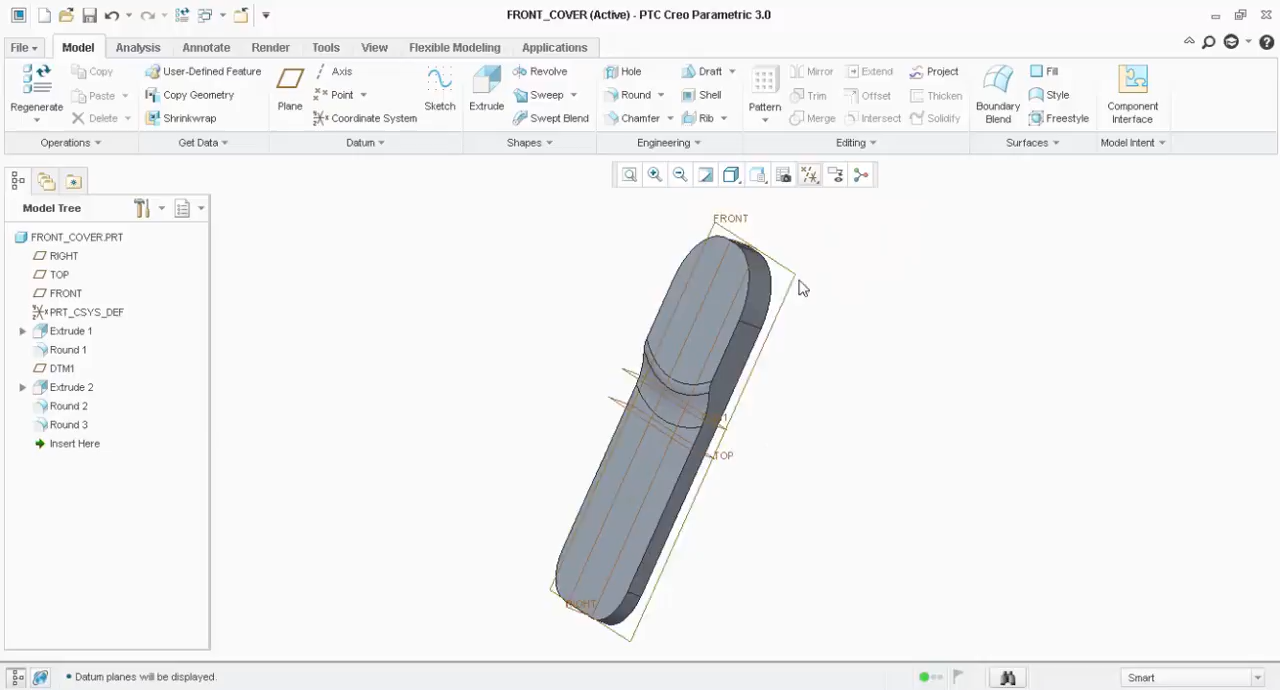 FRONT_COVER (Active) - PTC Creo Parametric 3.0
File Model Analysis Annotate Render Tools View Flexible Modeling Applications
Regenerate
Copy
Paste
Delete
Operations
User-Defined Feature
Copy Geometry
Shrinkwrap
Get Data
Plane
Axis
Point
Coordinate System
Sketch
Datum
Extrude
Revolve
Sweep
Swept Blend
Shapes
Hole
Round
Chamfer
Draft
Shell
Rib
Engineering
Pattern
Mirror
Trim
Merge
Extend
Offset
Intersect
Project
Thicken
Solidify
Editing
Boundary
Blend
Fill
Style
Freestyle
Surfaces
Component
Interface
Model Intent
Model Tree
FRONT_COVER.PRT
RIGHT
TOP
FRONT
PRT_CSYS_DEF
Extrude 1
Round 1
DTM1
Extrude 2
Round 2
Round 3
Insert Here
FRONT
TOP
RIGHT
Datum planes will be displayed.
Smart